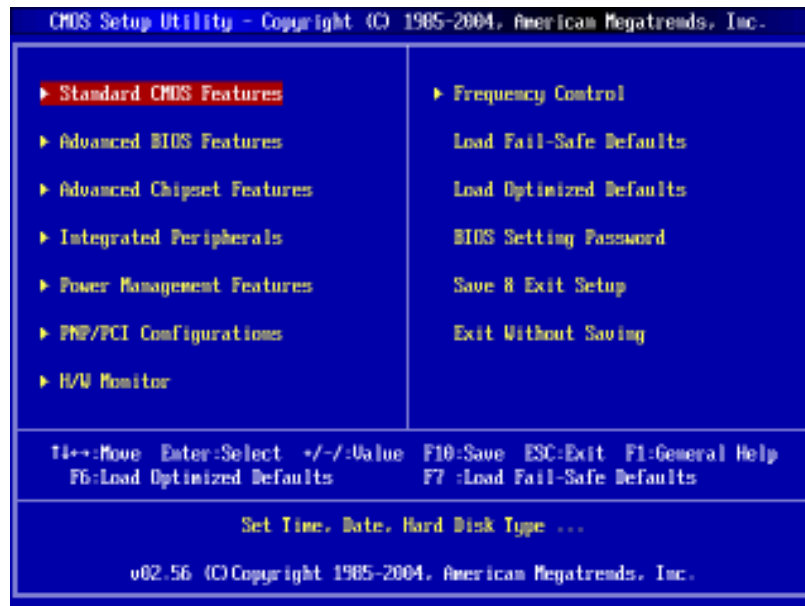 CMOS Setup Utility - Copyright (C) 1985-2004, American Megatrends, Inc.
▶ Standard CMOS Features
▶ Advanced BIOS Features
▶ Advanced Chipset Features
▶ Integrated Peripherals
▶ Power Management Features
▶ PNP/PCI Configurations
▶ H/W Monitor
▶ Frequency Control
Load Fail-Safe Defaults
Load Optimized Defaults
BIOS Setting Password
Save & Exit Setup
Exit Without Saving
↑↓←→:Move Enter:Select +/-/:Value F10:Save ESC:Exit F1:General Help
F6:Load Optimized Defaults F7 :Load Fail-Safe Defaults
Set Time, Date, Hard Disk Type ...
v02.56 (C)Copyright 1985-2004, American Megatrends, Inc.